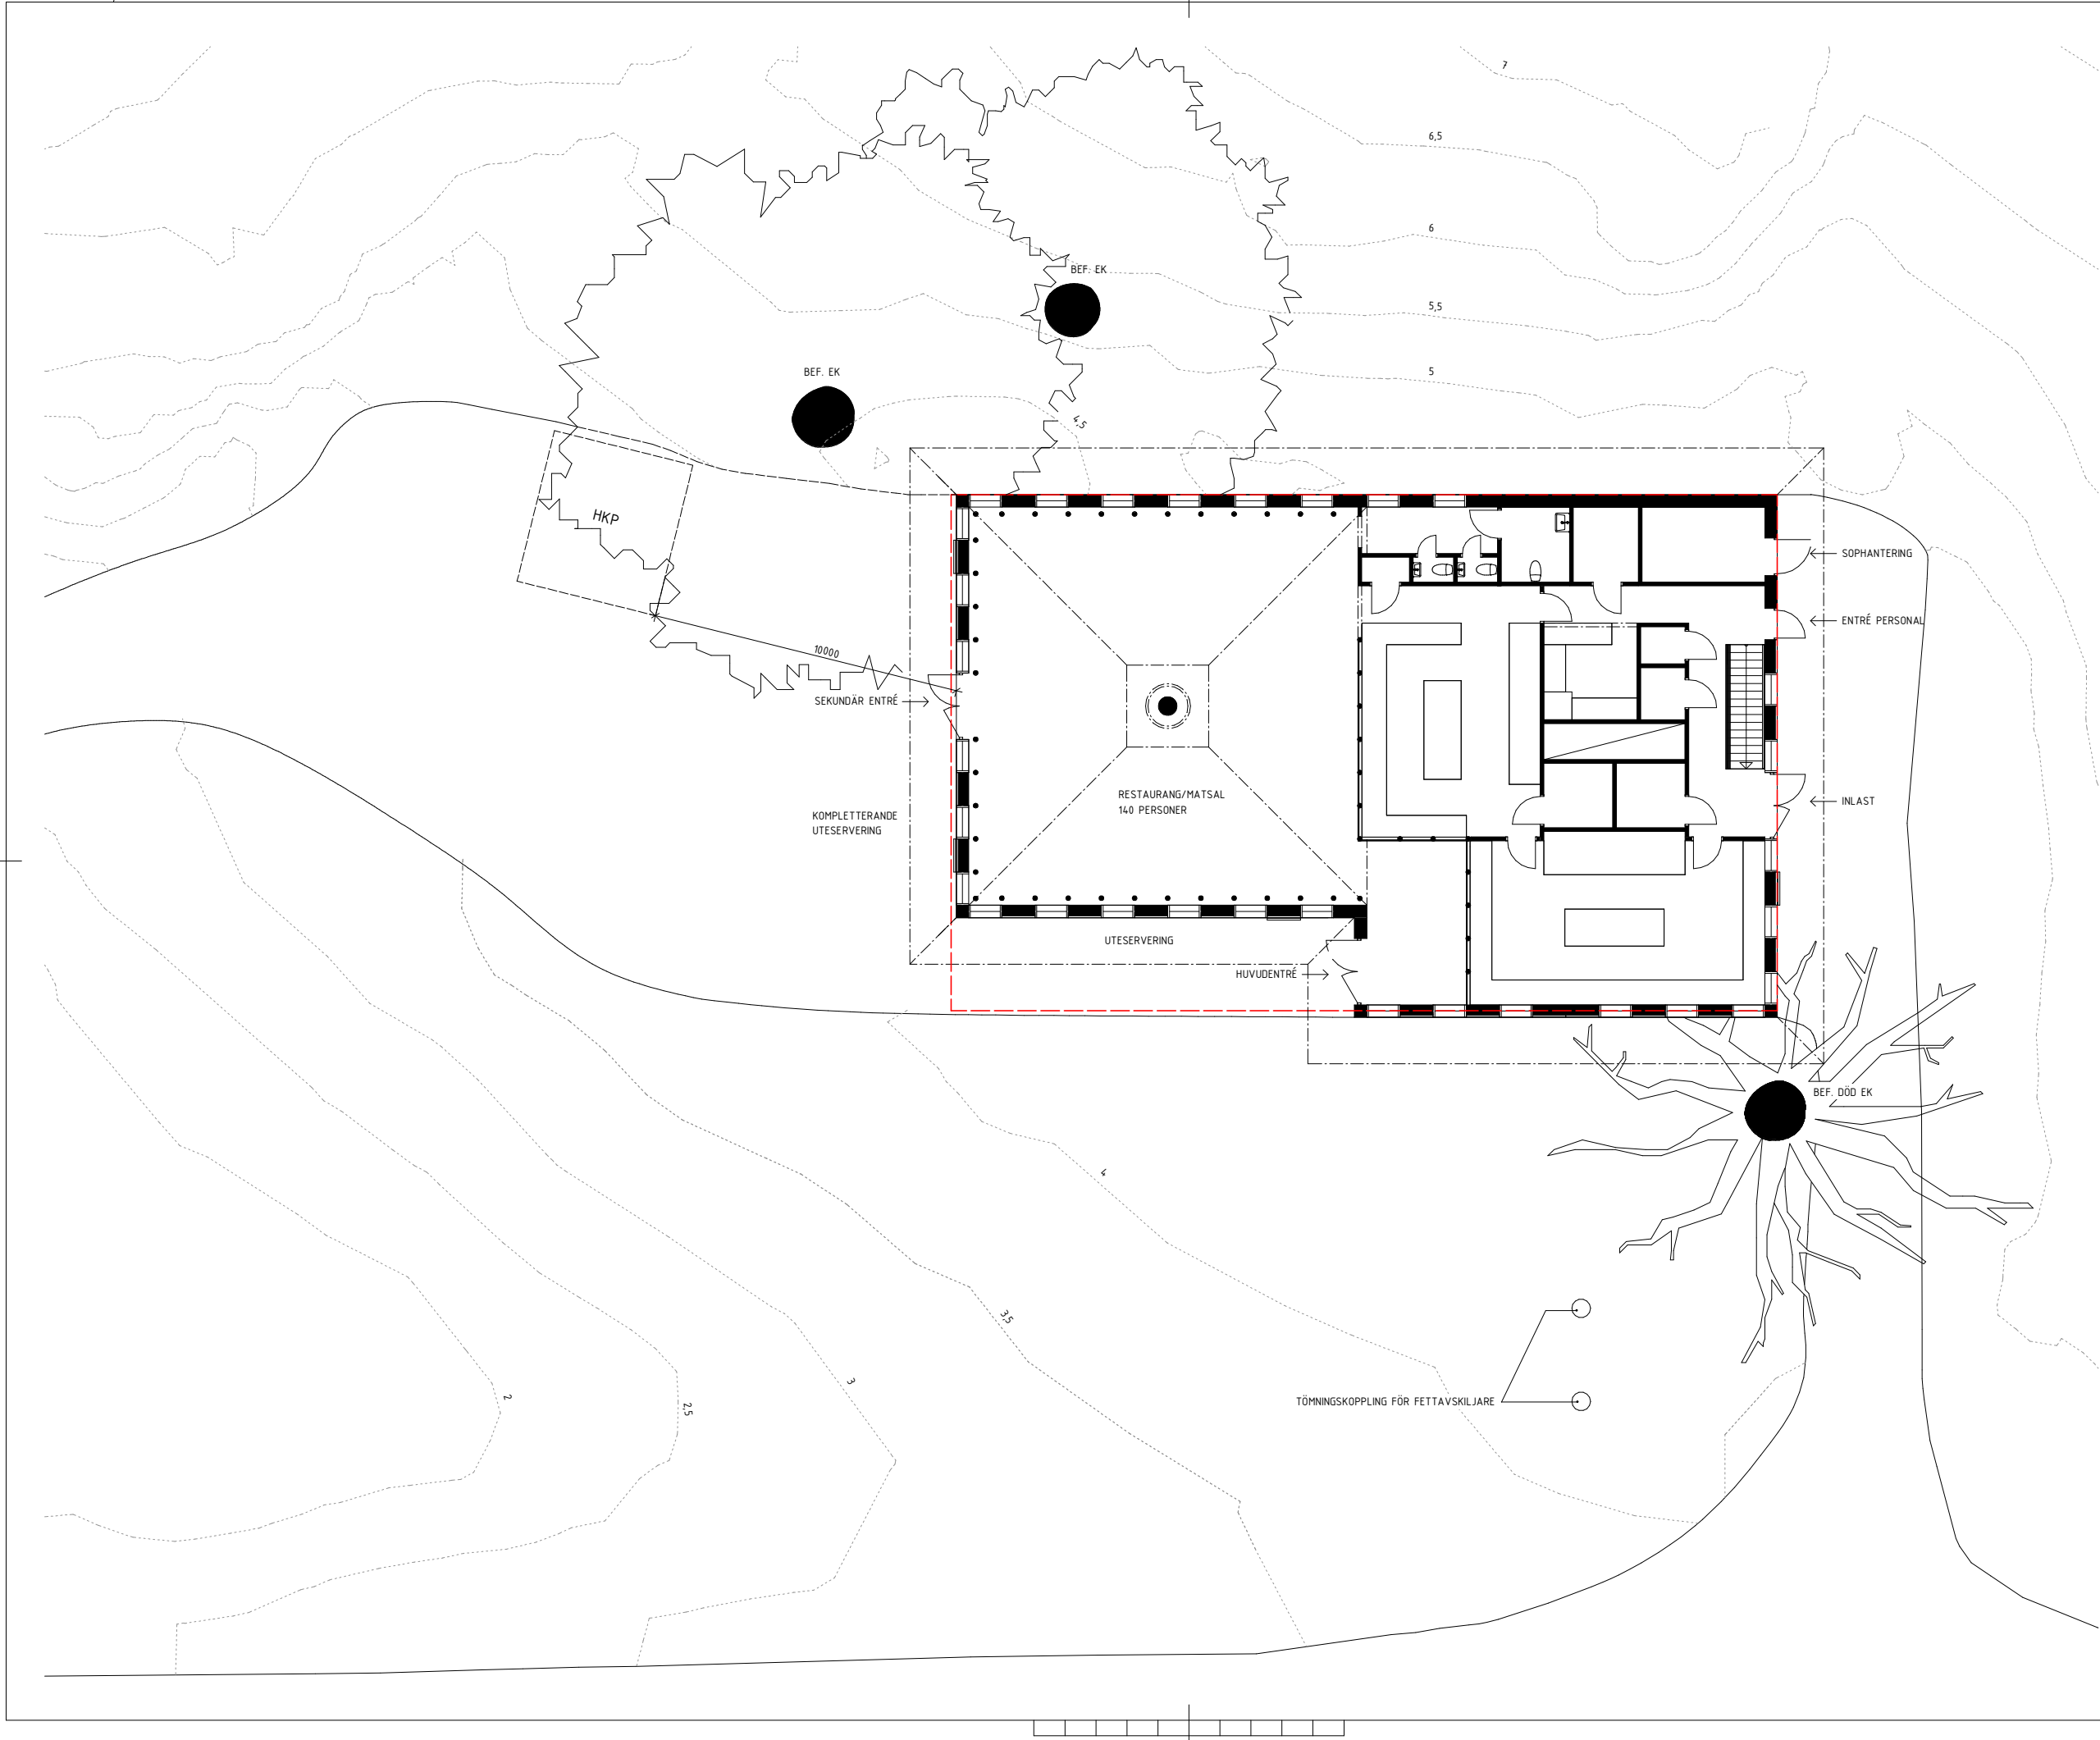 7
6,5
6
BEF. EK
5,5
BEF. EK
5
4,5
HKP
SOPHANTERING
ENTRÉ PERSONAL
10000
SEKUNDÄR ENTRÉ
RESTAURANG/MATSAL
140 PERSONER
INLAST
KOMPLETTERANDE
UTESERVERING
UTESERVERING
HUVUDENTRÉ
BEF. DÖD EK
4
3,5
3
2
2,5
TÖMNINGSKOPPLING FÖR FETTAVSKILJARE